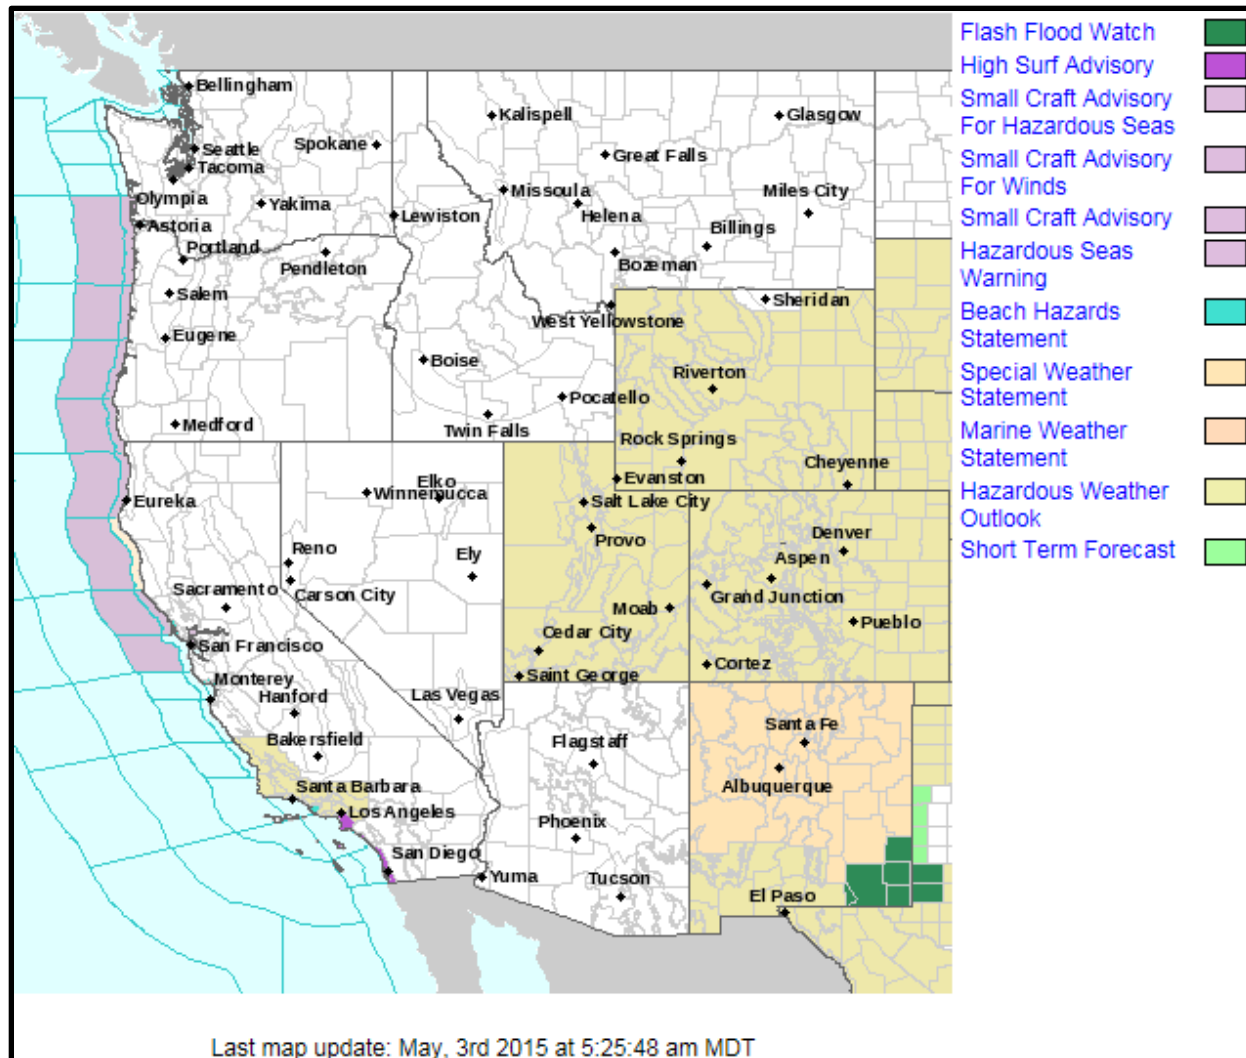 Bellingham
Kalispell
Glasgow
Seattle
Spokane
Great Falls
Tacoma
Missoula
Miles City
Olympia
Yakima
Lewiston
Helena
Astoria
Billings
Portland
Pendleton
Bozeman
Salem
Sheridan
West Yellowstone
Eugene
Boise
Riverton
Pocatello
Medford
Twin Falls
Rock Springs
Cheyenne
Elko
Evanston
Eureka
Winnemucca
Salt Lake City
Denver
Provo
Reno
Ely
Aspen
Sacramento
Carson City
Grand Junction
Moab
Pueblo
Cedar City
San Francisco
Cortez
Monterey
Saint George
Hanford
Las Vegas
Santa Fe
Bakersfield
Flagstaff
Santa Barbara
Albuquerque
Los Angeles
Phoenix
San Diego
Yuma
Tucson
El Paso
Flash Flood Watch
High Surf Advisory
Small Craft Advisory
For Hazardous Seas
Small Craft Advisory
For Winds
Small Craft Advisory
Hazardous Seas
Warning
Beach Hazards
Statement
Special Weather
Statement
Marine Weather
Statement
Hazardous Weather
Outlook
Short Term Forecast
Last map update: May, 3rd 2015 at 5:25:48 am MDT